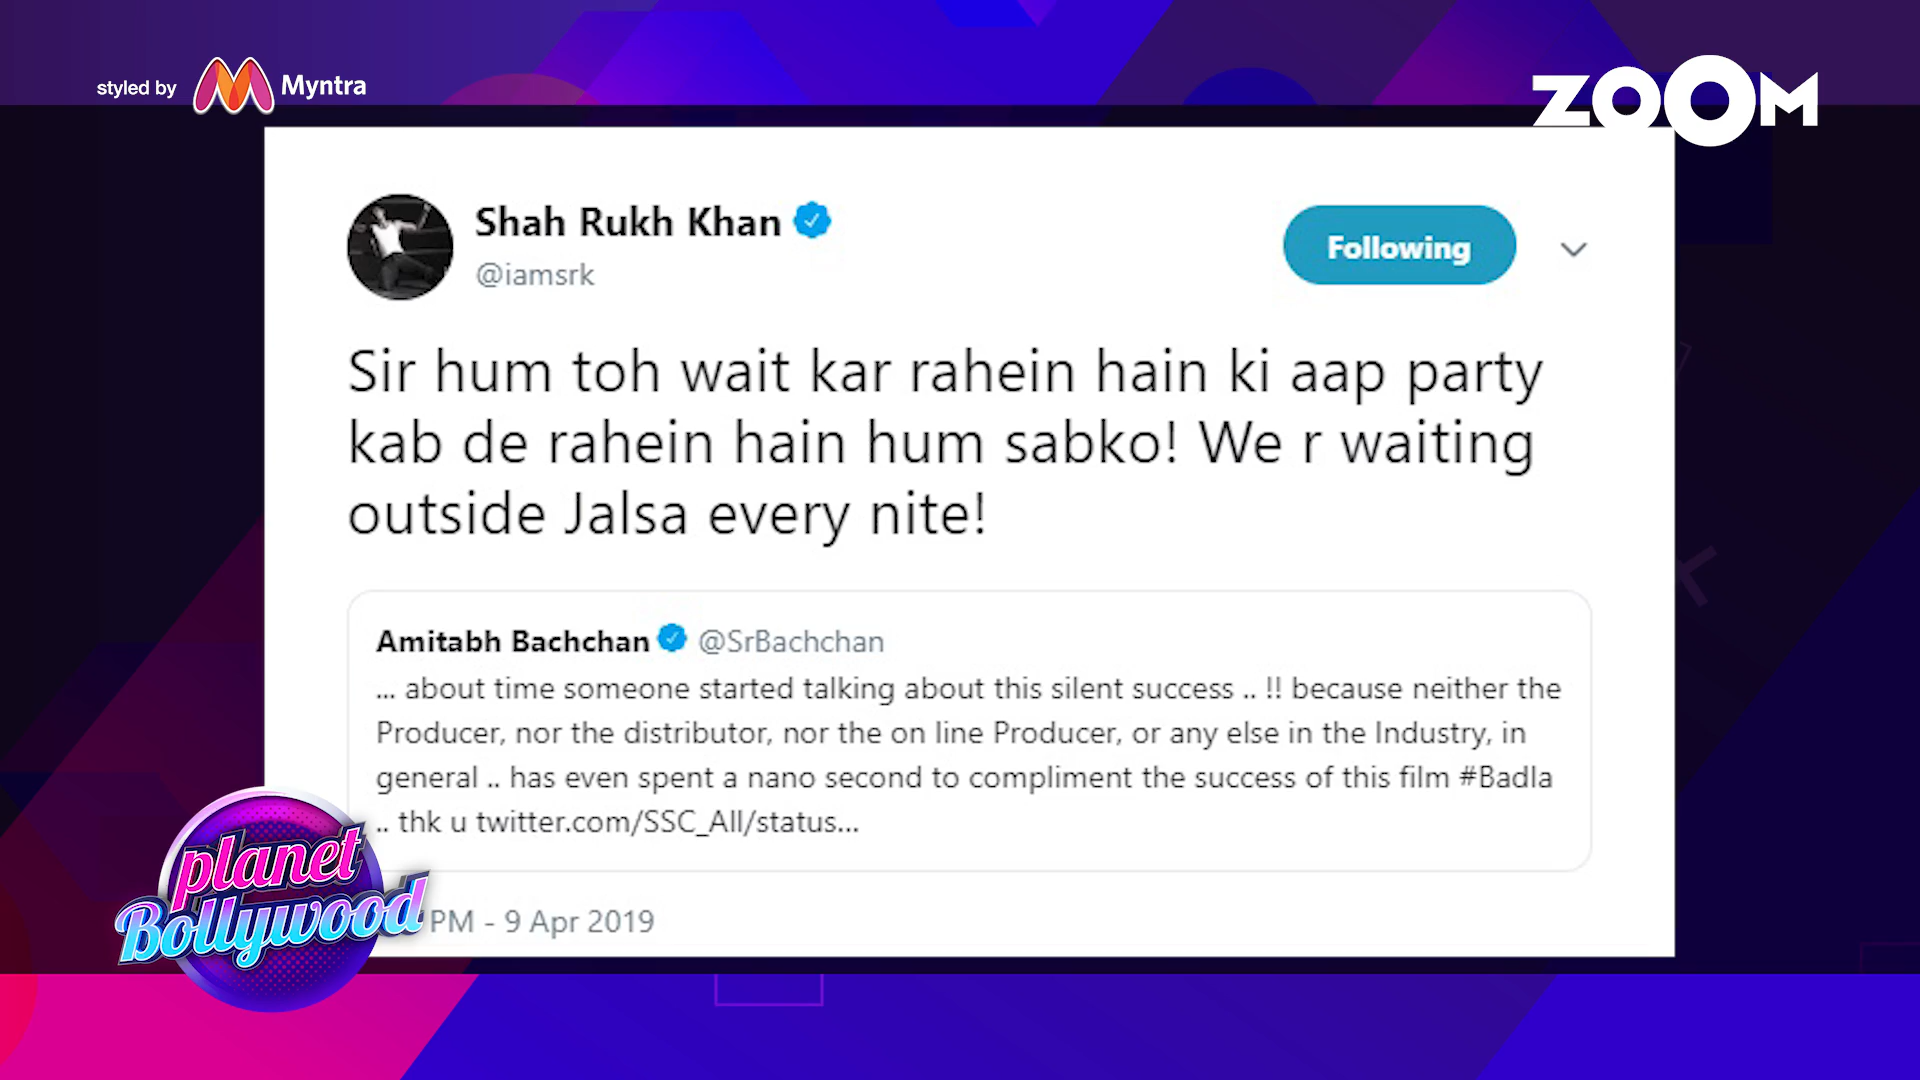 styled by Myntra
ZOOM
Shah Rukh Khan
@iamsrk
Following
Sir hum toh wait kar rahein hain ki aap party
kab de rahein hain hum sabko! We r waiting
outside Jalsa every nite!
Amitabh Bachchan @SrBachchan
... about time someone started talking about this silent success .. !! because neither the
Producer, nor the distributor, nor the on line Producer, or any else in the Industry, in
general .. has even spent a nano second to compliment the success of this film #Badla
.. thk u twitter.com/SSC_All/status...
PM - 9 Apr 2019
planet
Bollywood